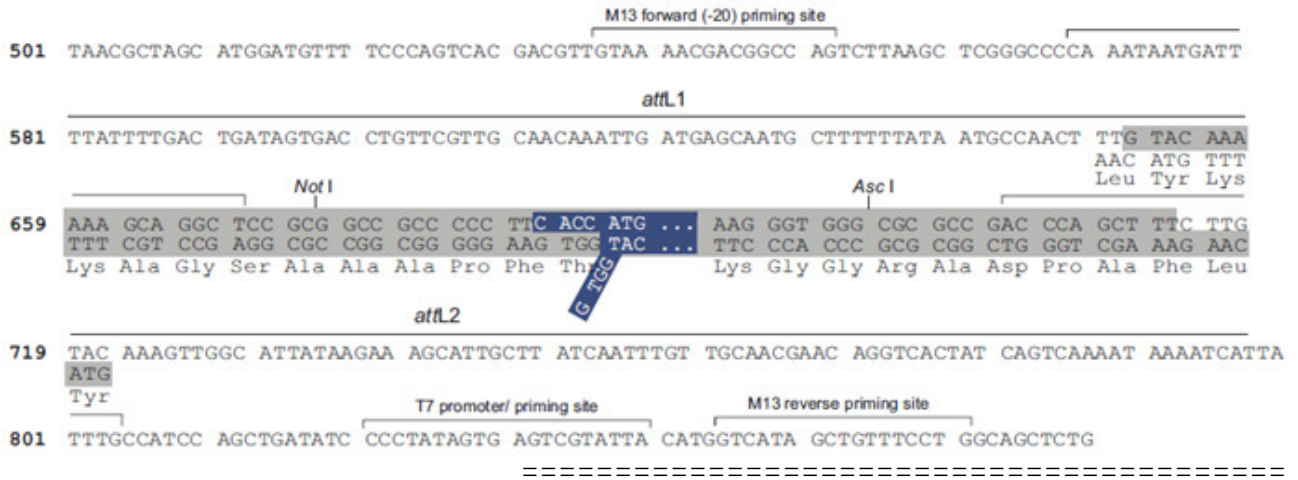 M13 forward (-20) priming site
501 TAACGCTAGC ATGGATGTTT TCCCAGTCAC GACGTTGTAA AACGACGGCC AGTCTTAAGC TCGGGCCCCA AATAATGATT
attL1
581 TTATTTTGAC TGATAGTGAC CTGTTCGTTG CAACAAATTG ATGAGCAATG CTTTTTTATA ATGCCAACT TTG TAC AAA
AAC ATG TTT
Leu Tyr Lys
Not I Asc I
659 AAA GCA GGC TCC GCG GCC GCC CCC TTC ACC ATG ... AAG GGT GGG CGC GCC GAC CCA GCT TTC TTG
TTT CGT CCG AGG CGC CGG CGG GGG AAG TGG TAC ... TTC CCA CCC GCG CGG CTG GGT CGA AAG AAC
Lys Ala Gly Ser Ala Ala Ala Pro Phe Thr Lys Gly Gly Arg Ala Asp Pro Ala Phe Leu
G TGG
attL2
719 TAC AAAGTTGGC ATTATAAGAA AGCATTGCTT ATCAATTTGT TGCAACGAAC AGGTCACTAT CAGTCAAAAT AAAATCATTA
ATG
Tyr
T7 promoter/ priming site M13 reverse priming site
801 TTTGCCATCC AGCTGATATC CCCTATAGTG AGTCGTATTA CATGGTCATA GCTGTTTCCT GGCAGCTCTG